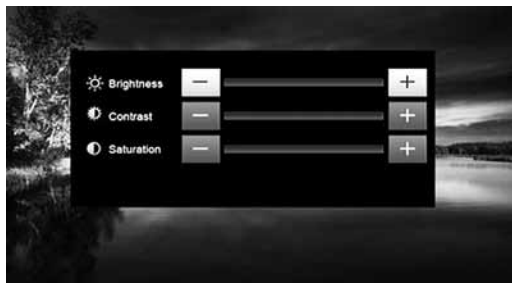 Brightness − +
Contrast − +
Saturation − +